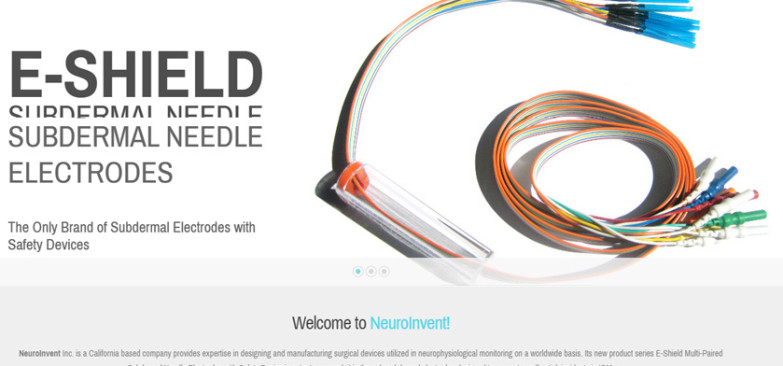 E-SHIELD
SUBDERMAL NEEDLE
SUBDERMAL NEEDLE
ELECTRODES
The Only Brand of Subdermal Electrodes with
Safety Devices
Welcome to NeuroInvent!
NeuroInvent Inc. is a California based company provides expertise in designing and manufacturing surgical devices utilized in neurophysiological monitoring on a worldwide basis. Its new product series E-Shield Multi-Paired